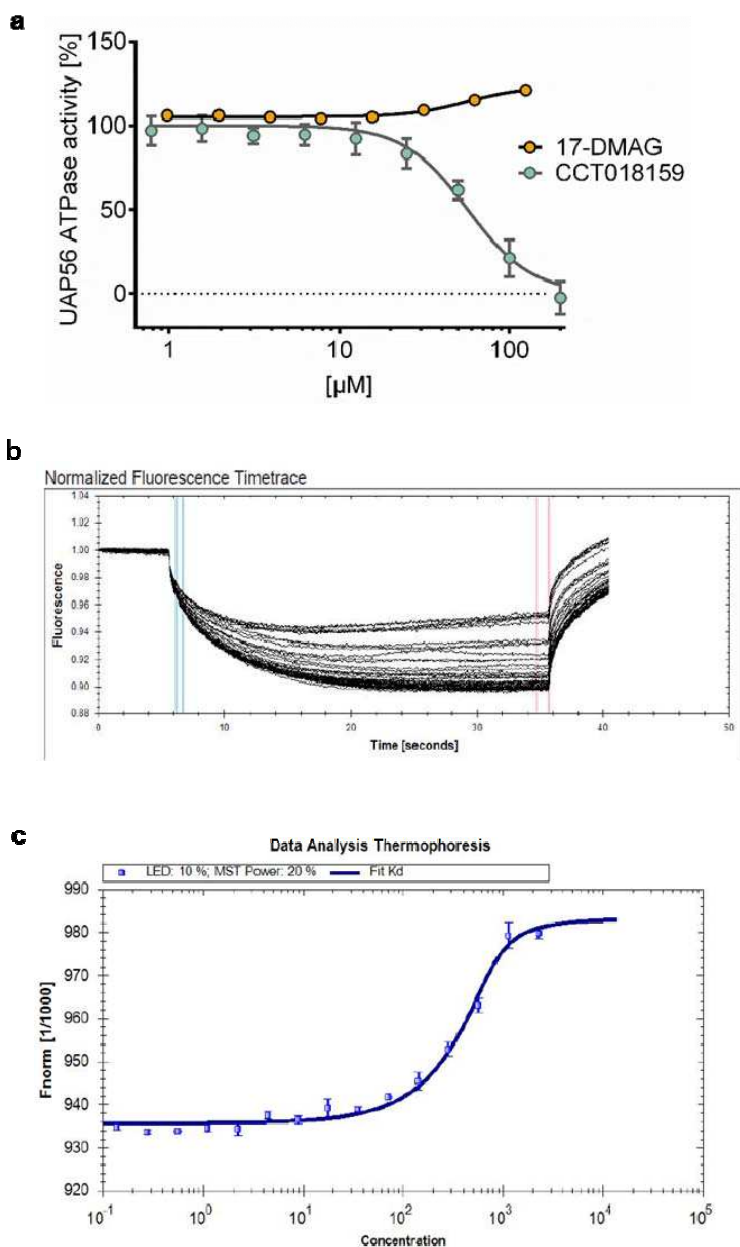 a
UAP56 ATPase activity [%]
150
100
50
0
17-DMAG
CCT018159
1 10 100
[µM]
b
Normalized Fluorescence Timetrace
Fluorescence
1.04
1.02
1.00
0.98
0.96
0.94
0.92
0.90
0.88
0 10 20 30 40 50
Time [seconds]
c
Data Analysis Thermophoresis
LED: 10 %; MST Power: 20 % Fit Kd
Fnorm [1/1000]
990
980
970
960
950
940
930
920
10⁻¹ 10⁰ 10¹ 10² 10³ 10⁴ 10⁵
Concentration